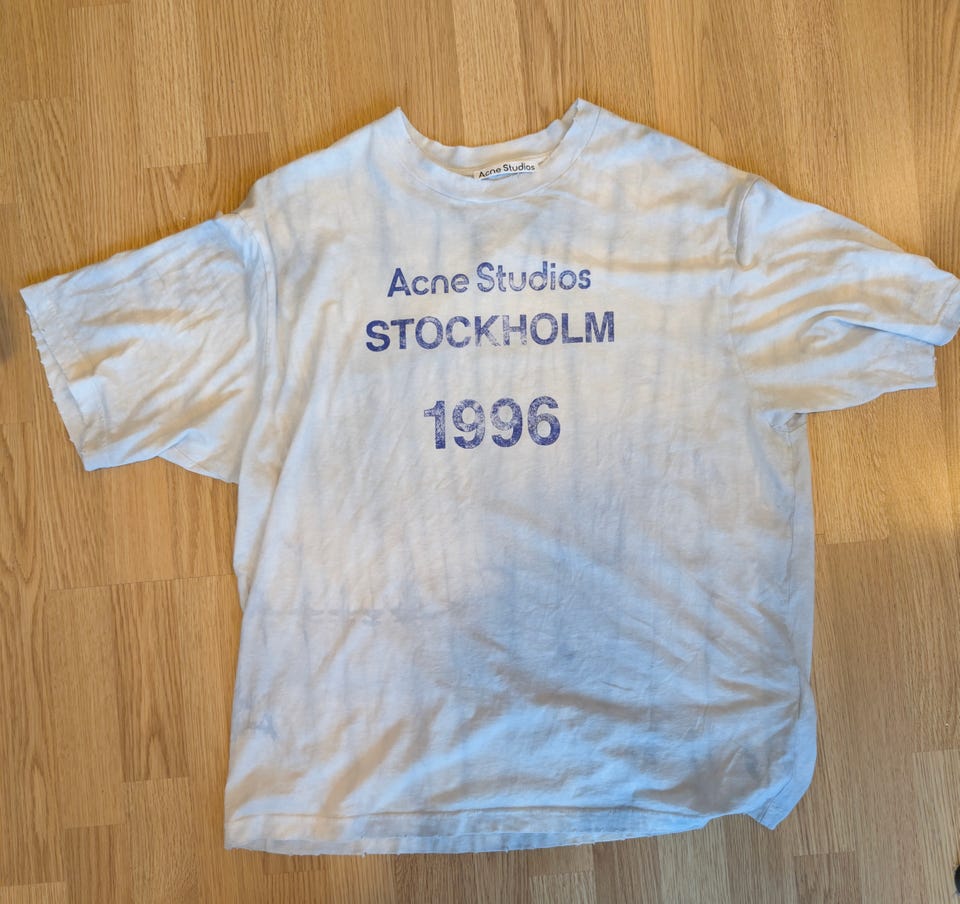 Acne Studios
Acne Studios
STOCKHOLM
1996